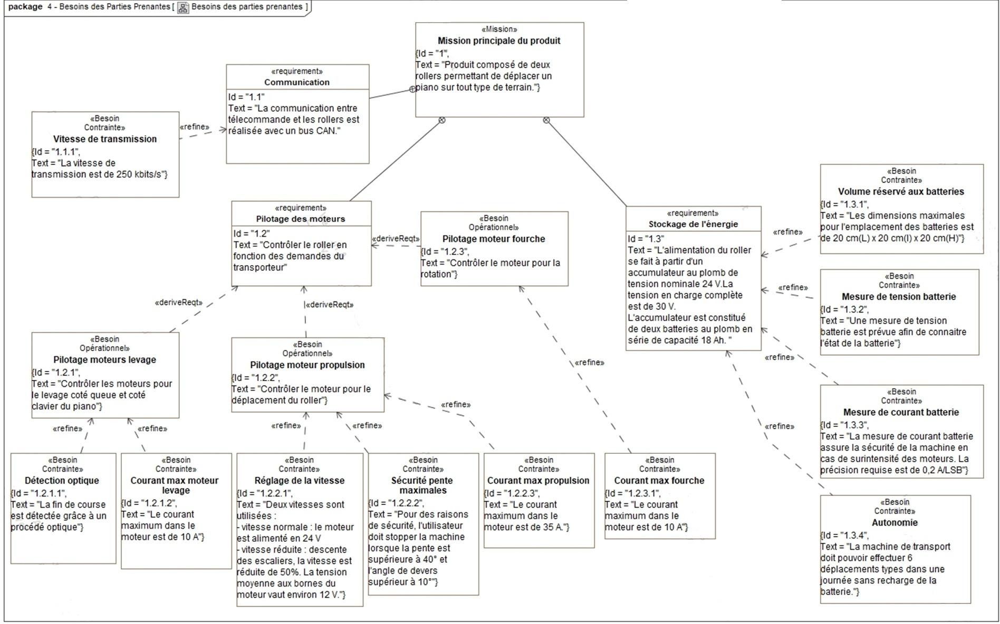 package 4 - Besoins des Parties Prenantes [ Besoins des parties prenantes ]
«Mission»
Mission principale du produit
{Id = "1",
Text = "Produit composé de deux
rollers permettant de déplacer un
piano sur tout type de terrain."}
«requirement»
Communication
Id = "1.1"
Text = "La communication entre
télecommande et les rollers est
réalisée avec un bus CAN."
«Besoin
Contrainte»
Vitesse de transmission
{Id = "1.1.1",
Text = "La vitesse de
transmission est de 250 kbits/s"}
«refine»
«requirement»
Pilotage des moteurs
Id = "1.2"
Text = "Contrôler le roller en
fonction des demandes du
transporteur"
«deriveReqt»
«Besoin
Opérationnel»
Pilotage moteur fourche
{Id = "1.2.3",
Text = "Contrôler le moteur pour la
rotation"}
«requirement»
Stockage de l'énergie
Id = "1.3"
Text = "L'alimentation du roller
se fait à partir d'un
accumulateur au plomb de
tension nominale 24 V.La
tension en charge complète
est de 30 V.
L'accumulateur est constitué
de deux batteries au plomb en
série de capacité 18 Ah. "
«refine»
«Besoin
Contrainte»
Volume réservé aux batteries
{Id = "1.3.1",
Text = "Les dimensions maximales
pour l'emplacement des batteries est
de 20 cm(L) x 20 cm(l) x 20 cm(H)"}
«refine»
«Besoin
Contrainte»
Mesure de tension batterie
{Id = "1.3.2",
Text = "Une mesure de tension
batterie est prévue afin de connaitre
l'état de la batterie"}
«deriveReqt»
«deriveReqt»
«Besoin
Opérationnel»
Pilotage moteurs levage
{Id = "1.2.1",
Text = "Contrôler les moteurs pour
le levage coté queue et coté
clavier du piano"}
«Besoin
Opérationnel»
Pilotage moteur propulsion
{Id = "1.2.2",
Text = "Contrôler le moteur pour le
déplacement du roller"}
«refine»
«refine»
«Besoin
Contrainte»
Mesure de courant batterie
{Id = "1.3.3",
Text = "La mesure de courant batterie
assure la sécurité de la machine en
cas de surintensité des moteurs. La
précision requise est de 0,2 A/LSB"}
«refine»
«refine»
«refine»
«refine»
«refine»
«refine»
«Besoin
Contrainte»
Détection optique
{Id = "1.2.1.1",
Text = "La fin de course
est détectée grâce à un
procédé optique"}
«Besoin
Contrainte»
Courant max moteur
levage
{Id = "1.2.1.2",
Text = "Le courant
maximum dans le
moteur est de 10 A"}
«Besoin
Contrainte»
Réglage de la vitesse
{Id = "1.2.2.1",
Text = "Deux vitesses sont
utilisées :
- vitesse normale : le moteur
est alimenté en 24 V
- vitesse réduite : descente
des escaliers, la vitesse est
réduite de 50%. La tension
moyenne aux bornes du
moteur vaut environ 12 V."}
«Besoin
Contrainte»
Sécurité pente
maximales
{Id = "1.2.2.2",
Text = "Pour des raisons
de sécurité, l'utilisateur
doit stopper la machine
lorsque la pente est
supérieure à 40° et
l'angle de devers
supérieur à 10°"}
«Besoin
Contrainte»
Courant max propulsion
{Id = "1.2.2.3",
Text = "Le courant
maximum dans le
moteur est de 35 A."}
«Besoin
Contrainte»
Courant max fourche
{Id = "1.2.3.1",
Text = "Le courant
maximum dans le
moteur est de 10 A"}
«Besoin
Contrainte»
Autonomie
{Id = "1.3.4",
Text = "La machine de transport
doit pouvoir effectuer 6
déplacements types dans une
journée sans recharge de la
batterie."}